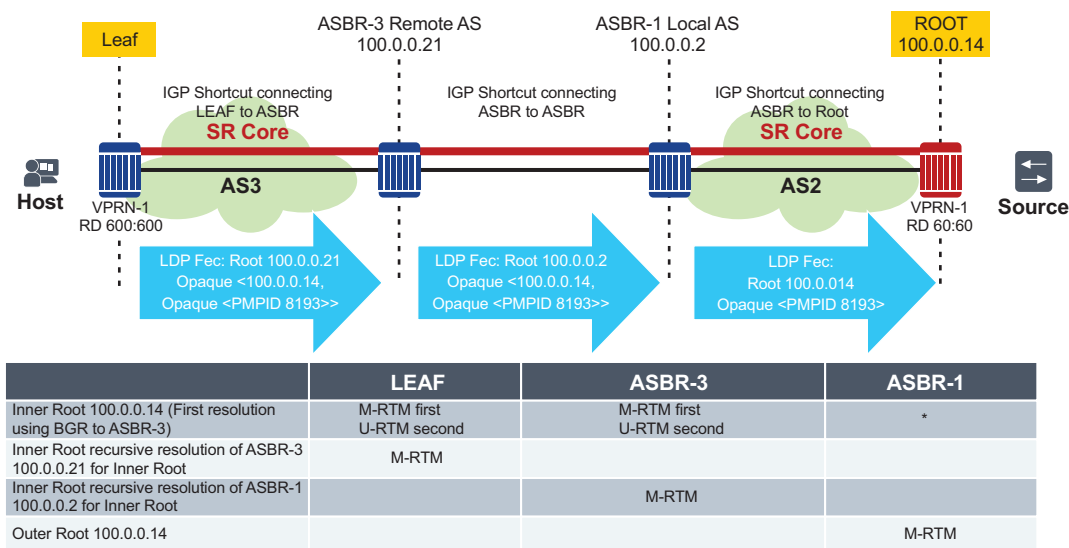 Leaf
ASBR-3 Remote AS
100.0.0.21
ASBR-1 Local AS
100.0.0.2
ROOT
100.0.0.14
IGP Shortcut connecting
LEAF to ASBR
IGP Shortcut connecting
ASBR to ASBR
IGP Shortcut connecting
ASBR to Root
SR Core
SR Core
AS3
AS2
Host
VPRN-1
RD 600:600
VPRN-1
RD 60:60
Source
LDP Fec: Root 100.0.0.21
Opaque <100.0.0.14,
Opaque <PMPID 8193>>
LDP Fec: Root 100.0.0.2
Opaque <100.0.0.14,
Opaque <PMPID 8193>>
LDP Fec:
Root 100.0.014
Opaque <PMPID 8193>
LEAF
ASBR-3
ASBR-1
Inner Root 100.0.0.14 (First resolution
using BGR to ASBR-3)
M-RTM first
U-RTM second
M-RTM first
U-RTM second
*
Inner Root recursive resolution of ASBR-3
100.0.0.21 for Inner Root
M-RTM
Inner Root recursive resolution of ASBR-1
100.0.0.2 for Inner Root
M-RTM
Outer Root 100.0.0.14
M-RTM